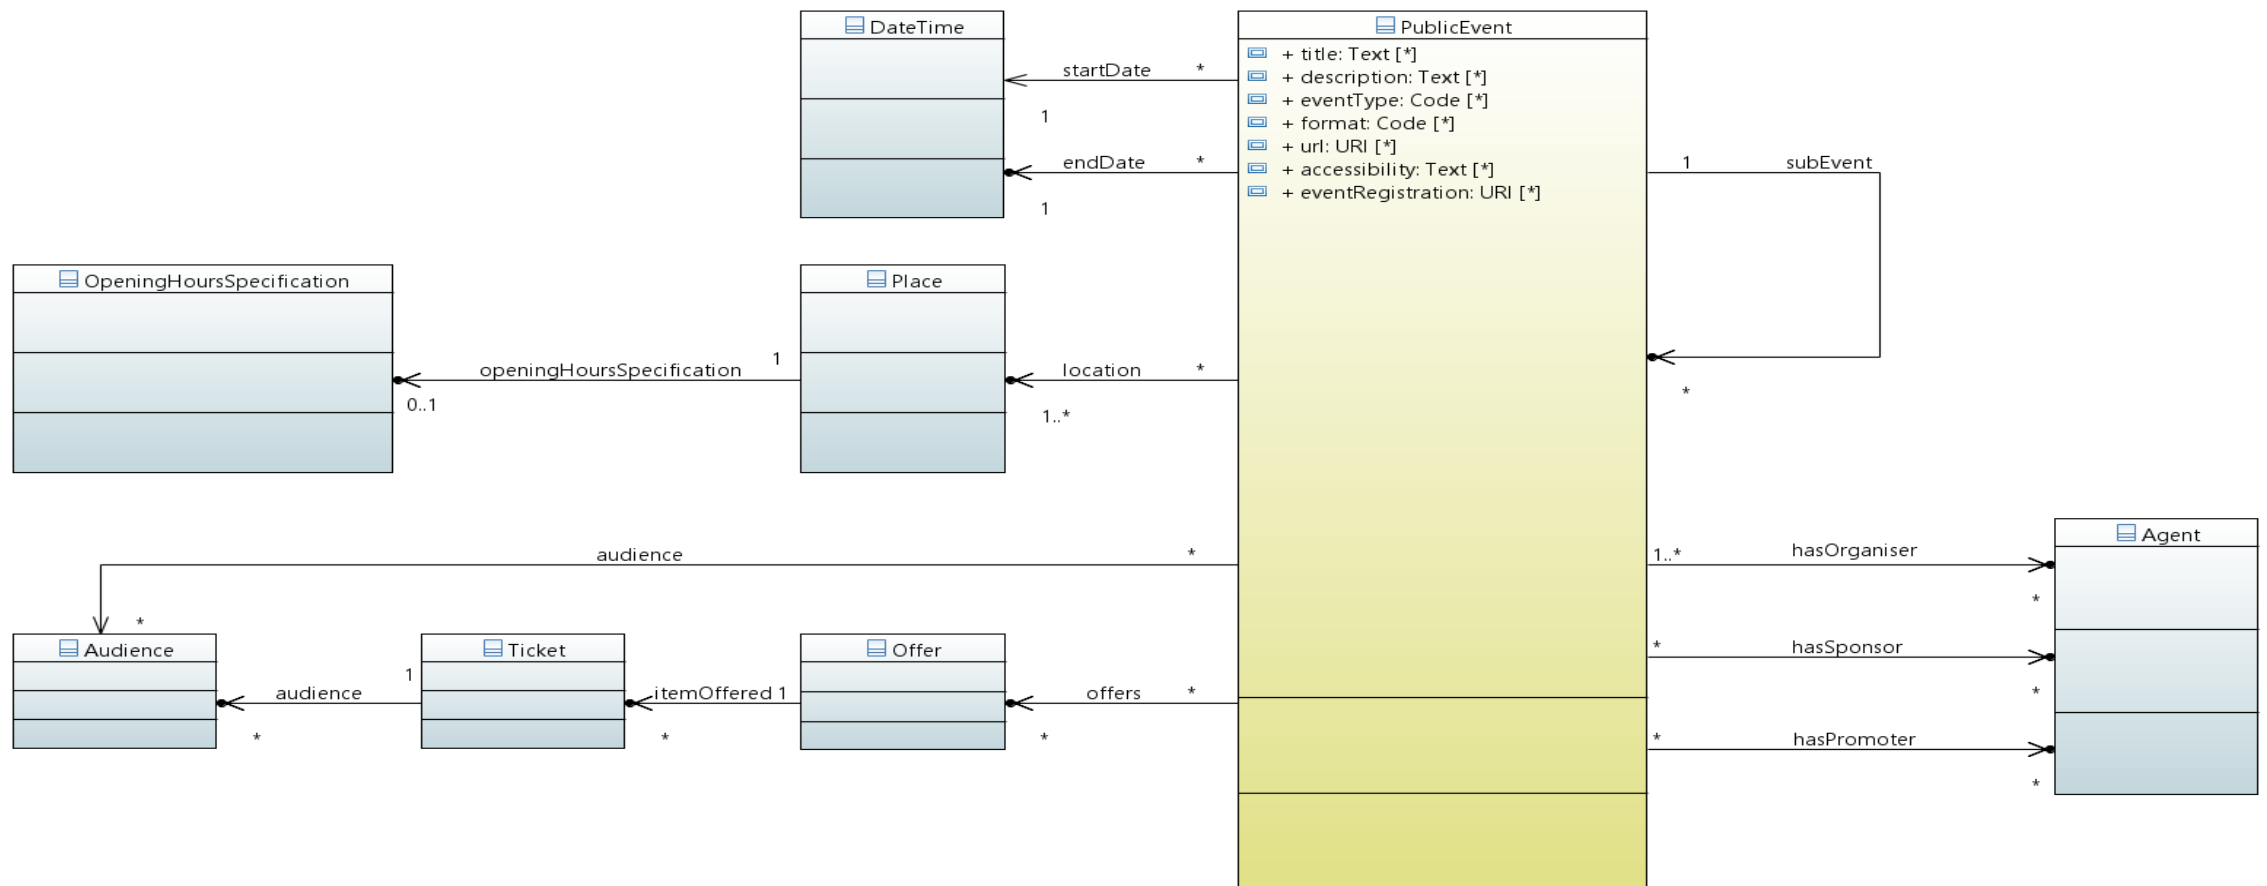 DateTime
PublicEvent
+ title: Text [*]
+ description: Text [*]
+ eventType: Code [*]
+ format: Code [*]
+ url: URI [*]
+ accessibility: Text [*]
+ eventRegistration: URI [*]
startDate *
1
endDate *
1
1 subEvent
*
OpeningHoursSpecification
Place
openingHoursSpecification 1
0..1
location *
1..*
audience *
*
1..* hasOrganiser
*
Agent
* hasSponsor
*
* hasPromoter
*
Audience
Ticket
Offer
audience 1
*
itemOffered 1
*
offers *
*